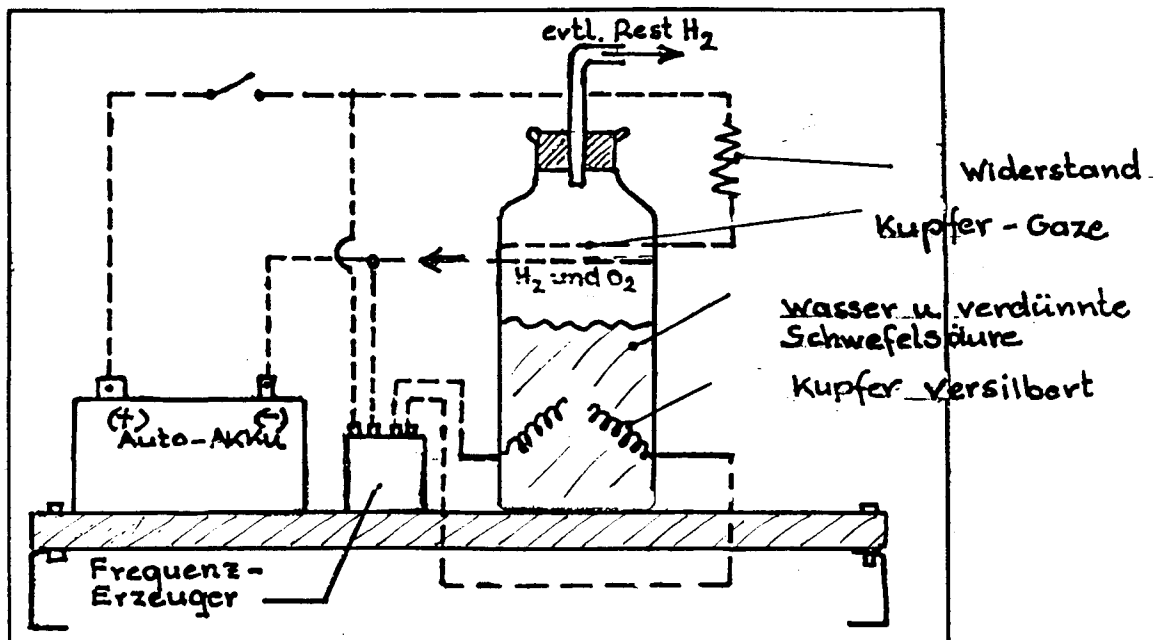 evtl. Rest H₂
Widerstand
Kupfer-Gaze
H₂ und O₂
Wasser u. verdünnte
Schwefelsäure
Kupfer versilbert
(+) (-)
Auto-Akku
Frequenz-
Erzeuger